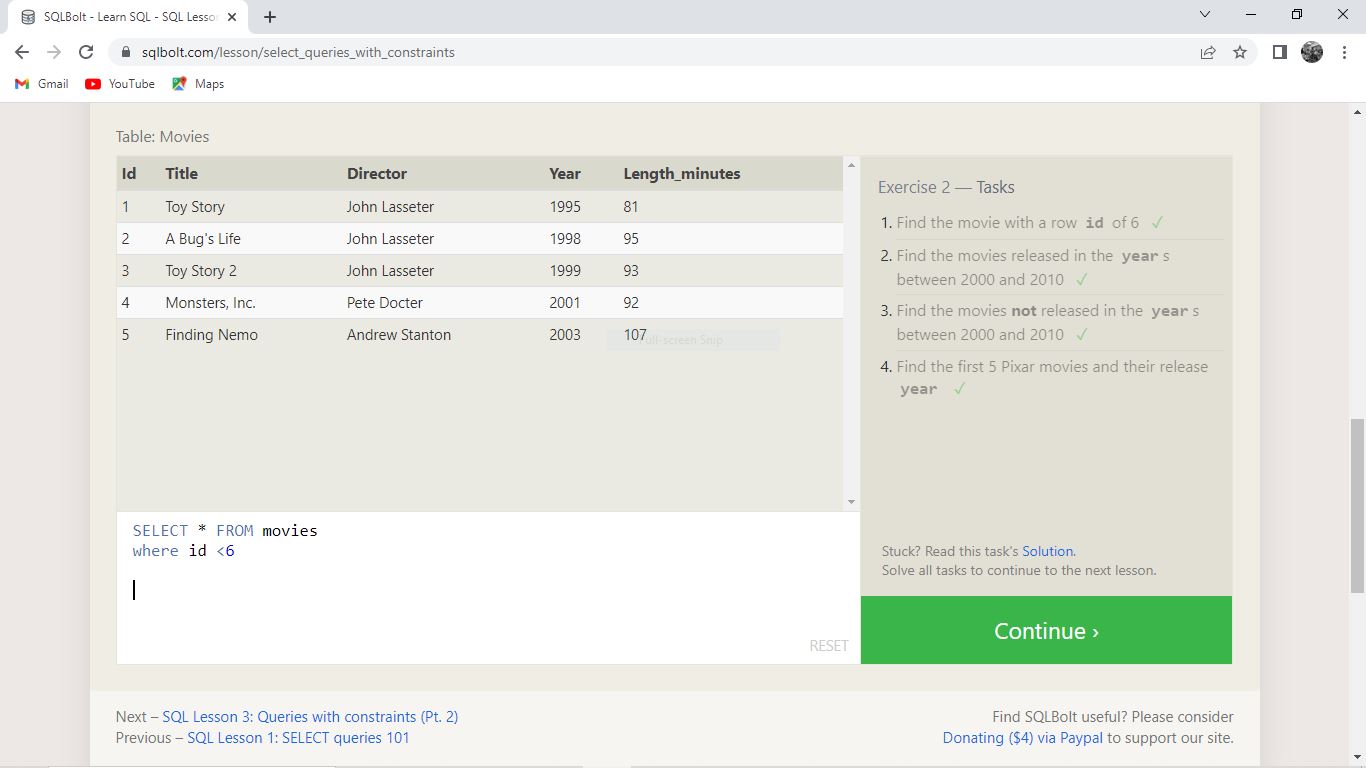 SQLBolt - Learn SQL - SQL Lesson
sqlbolt.com/lesson/select_queries_with_constraints
Gmail YouTube Maps
Table: Movies
Id Title Director Year Length_minutes
1 Toy Story John Lasseter 1995 81
2 A Bug's Life John Lasseter 1998 95
3 Toy Story 2 John Lasseter 1999 93
4 Monsters, Inc. Pete Docter 2001 92
5 Finding Nemo Andrew Stanton 2003 107
Full-screen Snip
SELECT * FROM movies
where id <6
RESET
Exercise 2 — Tasks
1. Find the movie with a row id of 6 ✓
2. Find the movies released in the year s
between 2000 and 2010 ✓
3. Find the movies not released in the year s
between 2000 and 2010 ✓
4. Find the first 5 Pixar movies and their release
year ✓
Stuck? Read this task's Solution.
Solve all tasks to continue to the next lesson.
Continue ›
Next – SQL Lesson 3: Queries with constraints (Pt. 2)
Previous – SQL Lesson 1: SELECT queries 101
Find SQLBolt useful? Please consider
Donating ($4) via Paypal to support our site.